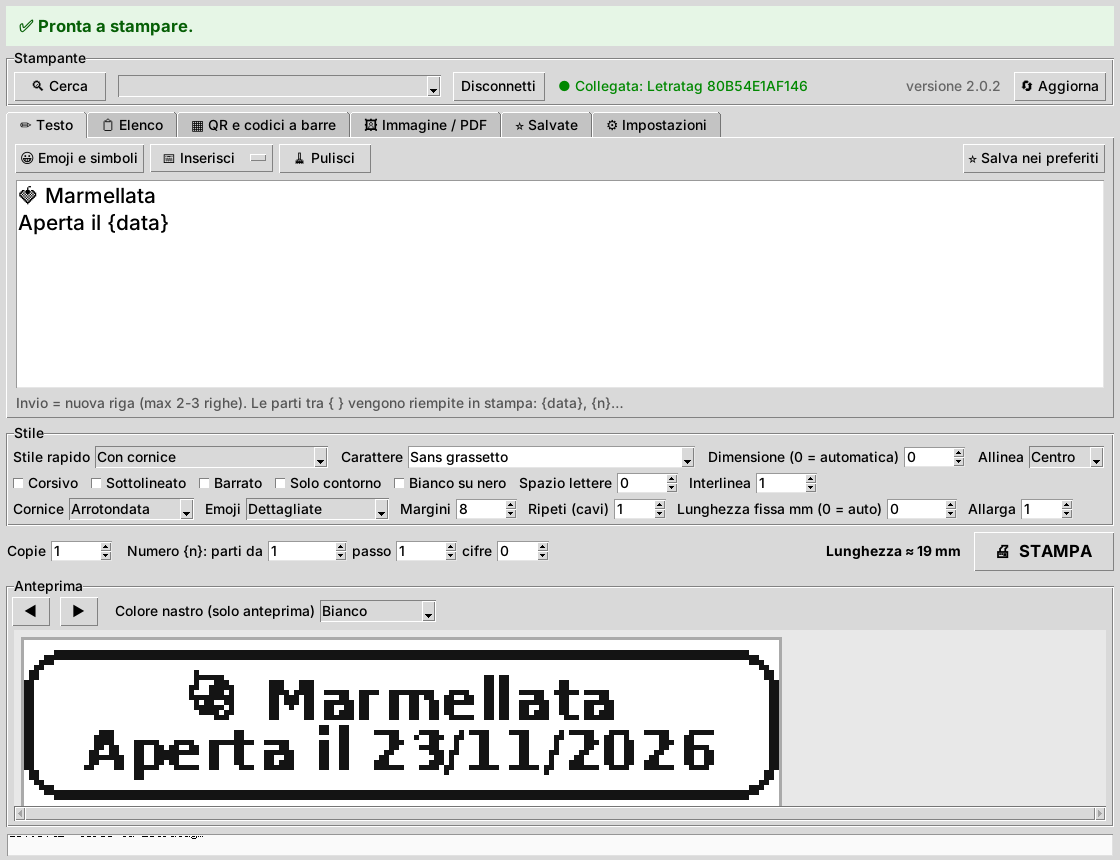 ✅ Pronta a stampare.
Stampante
🔍 Cerca
Disconnetti
● Collegata: Letratag 80B54E1AF146
versione 2.0.2
🔄 Aggiorna
✏ Testo
📋 Elenco
▦ QR e codici a barre
🖼 Immagine / PDF
⭐ Salvate
⚙ Impostazioni
😀 Emoji e simboli
📅 Inserisci
🧹 Pulisci
⭐ Salva nei preferiti
🍓 Marmellata
Aperta il {data}
Invio = nuova riga (max 2-3 righe). Le parti tra { } vengono riempite in stampa: {data}, {n}...
Stile
Stile rapido Con cornice Carattere Sans grassetto Dimensione (0 = automatica) 0 Allinea Centro
Corsivo Sottolineato Barrato Solo contorno Bianco su nero Spazio lettere 0 Interlinea 1
Cornice Arrotondata Emoji Dettagliate Margini 8 Ripeti (cavi) 1 Lunghezza fissa mm (0 = auto) 0 Allarga 1
Copie 1 Numero {n}: parti da 1 passo 1 cifre 0 Lunghezza ≈ 19 mm 🖨 STAMPA
Anteprima
◀ ▶ Colore nastro (solo anteprima) Bianco
🍓 Marmellata
Aperta il 23/11/2026